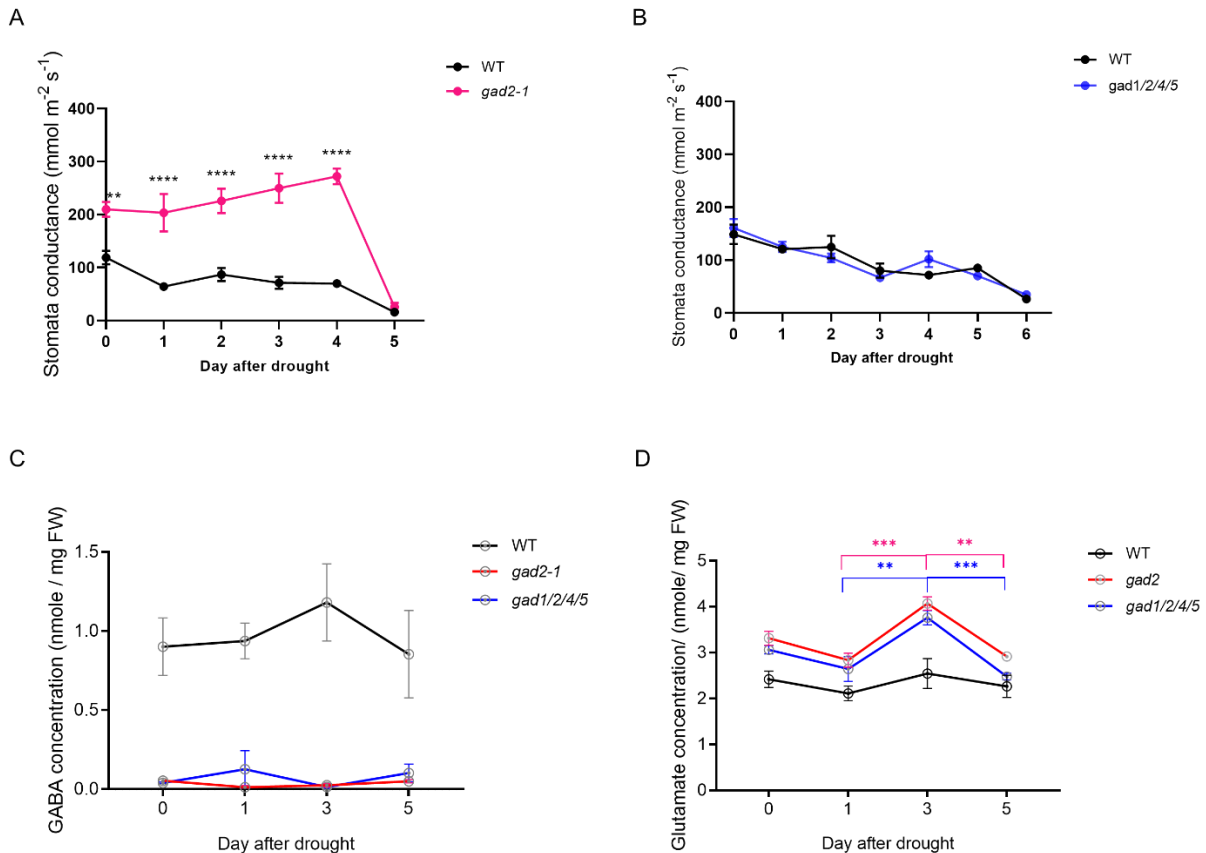 A
Stomata conductance (mmol m-2 s-1)
400
300
200
100
0
** **** **** **** ****
0 1 2 3 4 5
Day after drought
WT
gad2-1
B
Stomata conductance (mmol m-2 s-1)
400
300
200
100
0
0 1 2 3 4 5 6
Day after drought
WT
gad1/2/4/5
C
GABA concentration (nmole / mg FW)
1.5
1.0
0.5
0.0
0 1 3 5
Day after drought
WT
gad2-1
gad1/2/4/5
D
Glutamate concentration/ (nmole/ mg FW)
5
4
3
2
1
0
*** **
** ***
0 1 3 5
Day after drought
WT
gad2
gad1/2/4/5